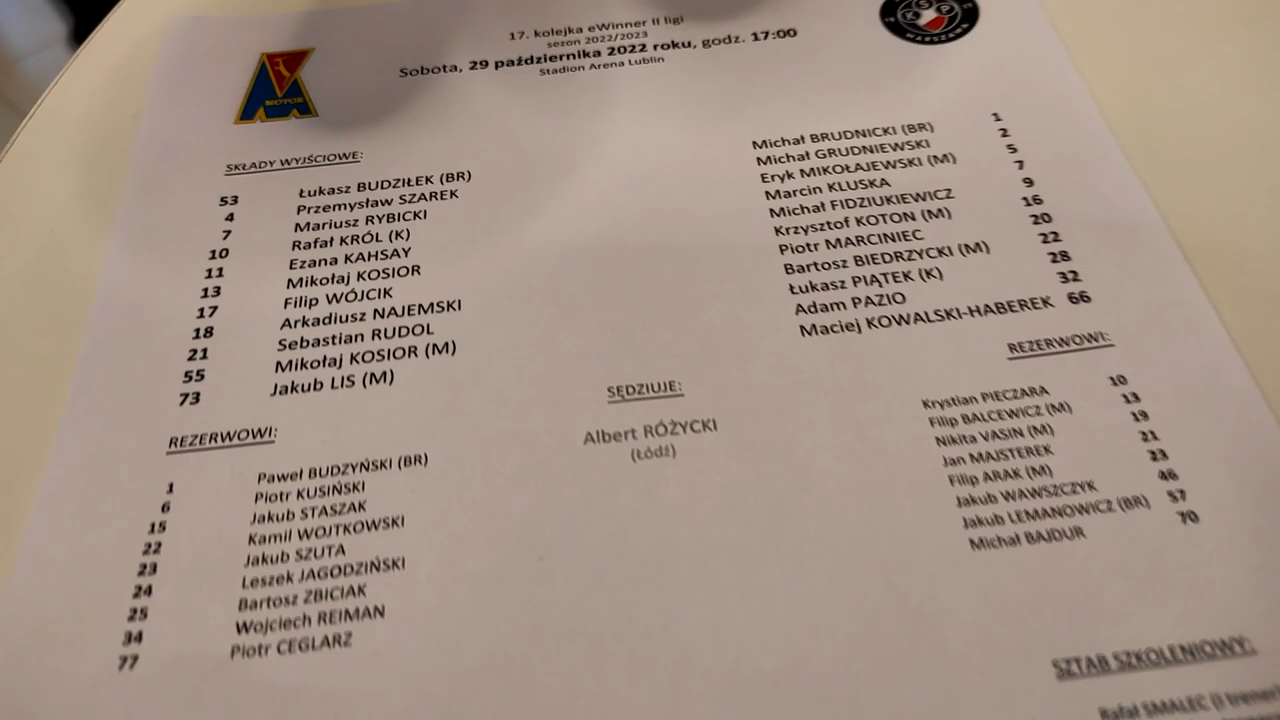 17. kolejka eWinner II ligi
sezon 2022/2023
Sobota, 29 października 2022 roku, godz. 17:00
Stadion Arena Lublin
MOTOR
KSP
WARSZAWA
SKŁADY WYJŚCIOWE:
53 Łukasz BUDZIŁEK (BR)
4 Przemysław SZAREK
7 Mariusz RYBICKI
10 Rafał KRÓL (K)
11 Ezana KAHSAY
13 Mikołaj KOSIOR
17 Filip WÓJCIK
18 Arkadiusz NAJEMSKI
21 Sebastian RUDOL
55 Mikołaj KOSIOR (M)
73 Jakub LIS (M)
REZERWOWI:
1 Paweł BUDZYŃSKI (BR)
6 Piotr KUSIŃSKI
15 Jakub STASZAK
22 Kamil WOJTKOWSKI
23 Jakub SZUTA
24 Leszek JAGODZIŃSKI
25 Bartosz ZBICIAK
34 Wojciech REIMAN
77 Piotr CEGLARZ
SĘDZIUJE:
Albert RÓŻYCKI
(Łódź)
Michał BRUDNICKI (BR) 1
Michał GRUDNIEWSKI 2
Eryk MIKOŁAJEWSKI (M) 5
Marcin KLUSKA 7
Michał FIDZIUKIEWICZ 9
Krzysztof KOTON (M) 16
Piotr MARCINIEC 20
Bartosz BIEDRZYCKI (M) 22
Łukasz PIĄTEK (K) 28
Adam PAZIO 32
Maciej KOWALSKI-HABEREK 66
REZERWOWI:
Krystian PIECZARA 10
Filip BALCEWICZ (M) 13
Nikita VASIN (M) 19
Jan MAJSTEREK 21
Filip ARAK (M) 23
Jakub WAWSZCZYK 46
Jakub LEMANOWICZ (BR) 57
Michał BAJDUR 70
SZTAB SZKOLENIOWY:
Rafał SMALEC (I trener)